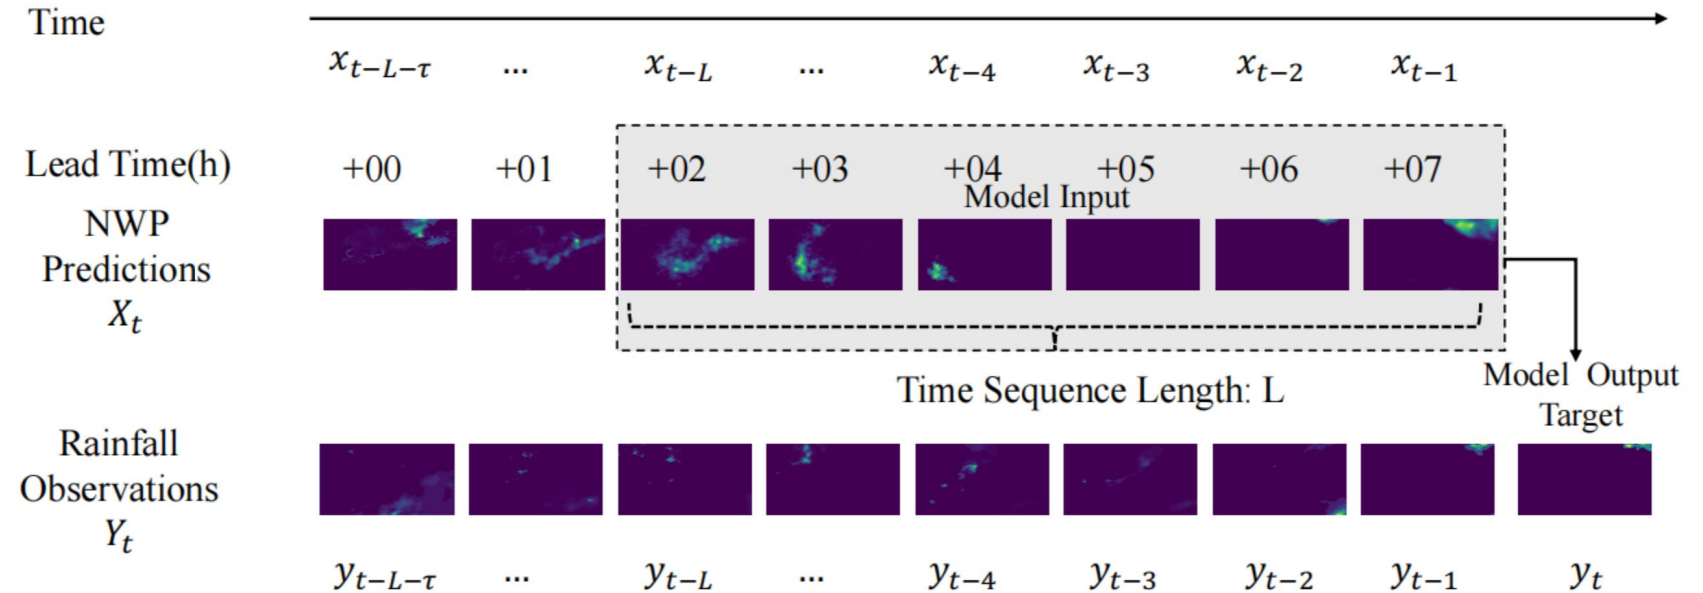 Time
x_{t−L−τ} ... x_{t−L} ... x_{t−4} x_{t−3} x_{t−2} x_{t−1}
Lead Time(h) +00 +01 +02 +03 +04 +05 +06 +07
Model Input
NWP
Predictions
X_t
Time Sequence Length: L
Model Output
Target
Rainfall
Observations
Y_t
y_{t−L−τ} ... y_{t−L} ... y_{t−4} y_{t−3} y_{t−2} y_{t−1} y_t